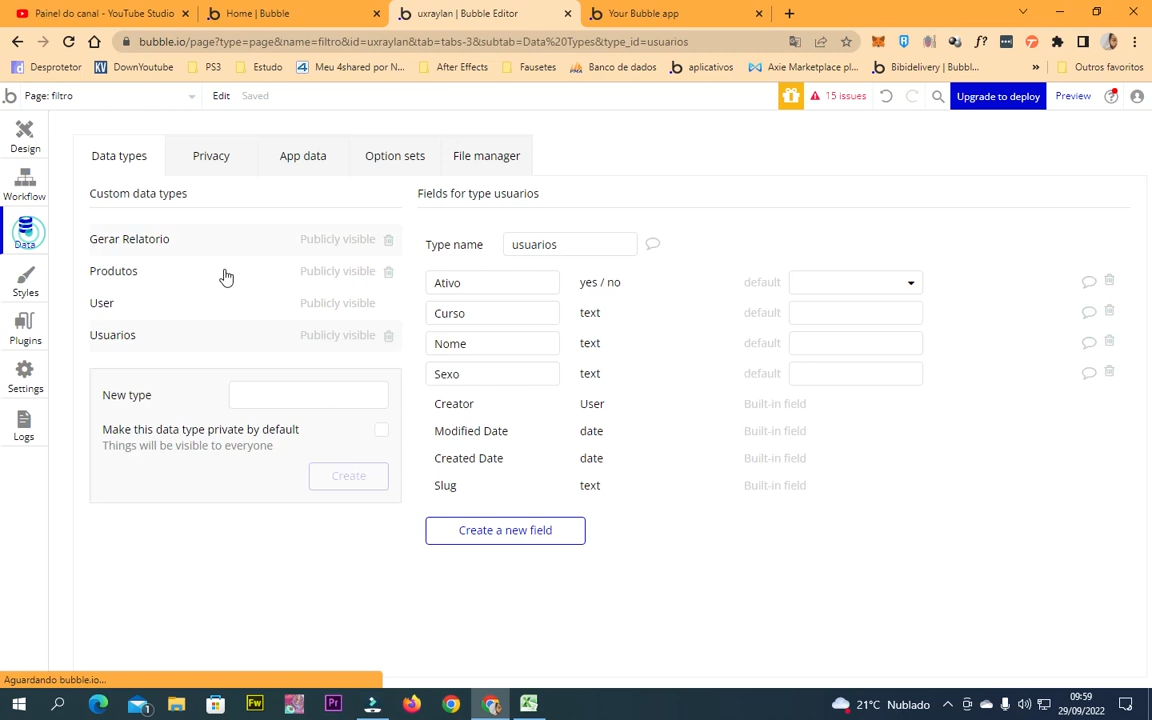 Painel do canal - YouTube Studio
Home | Bubble
uxraylan | Bubble Editor
Your Bubble app
bubble.io/page?type=page&name=filtro&id=uxraylan&tab=tabs-3&subtab=Data%20Types&type_id=usuarios
Desprotetor
DownYoutube
PS3
Estudo
Meu 4shared por N...
After Effects
Fausetes
Banco de dados
aplicativos
Axie Marketplace pl...
Bibidelivery | Bubbl...
Outros favoritos
Page: filtro
Edit
Saved
15 issues
Upgrade to deploy
Preview
Design
Workflow
Data
Styles
Plugins
Settings
Logs
Data types
Privacy
App data
Option sets
File manager
Custom data types
Gerar Relatorio Publicly visible
Produtos Publicly visible
User Publicly visible
Usuarios Publicly visible
New type
Make this data type private by default
Things will be visible to everyone
Create
Fields for type usuarios
Type name usuarios
Ativo yes / no default
Curso text default
Nome text default
Sexo text default
Creator User Built-in field
Modified Date date Built-in field
Created Date date Built-in field
Slug text Built-in field
Create a new field
Aguardando bubble.io...
21°C Nublado
09:59
29/09/2022